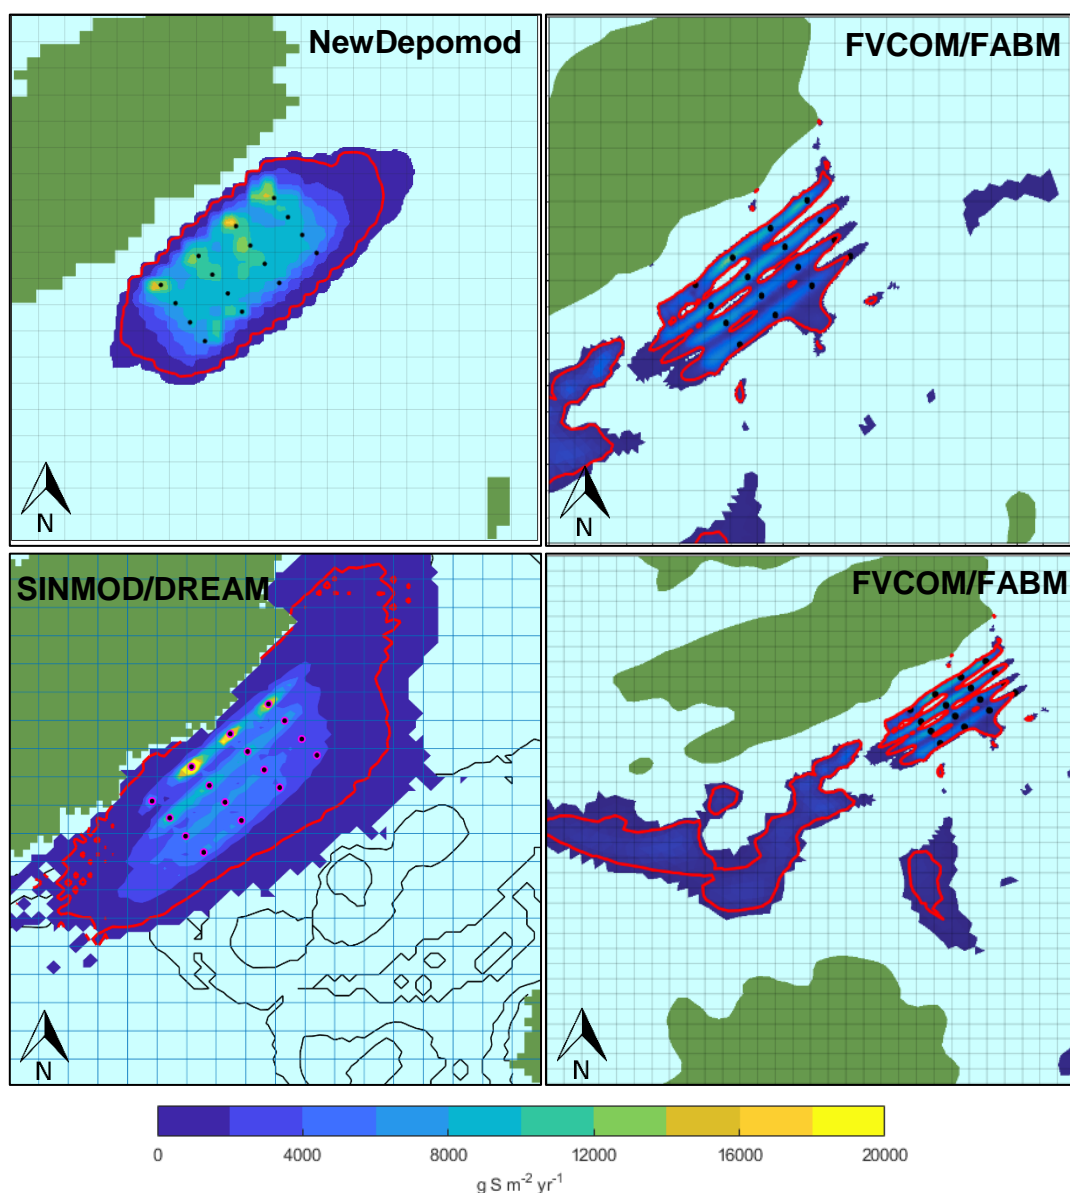 NewDepomod
FVCOM/FABM
N
N
SINMOD/DREAM
FVCOM/FABM
N
N
0 4000 8000 12000 16000 20000
g S m⁻² yr⁻¹